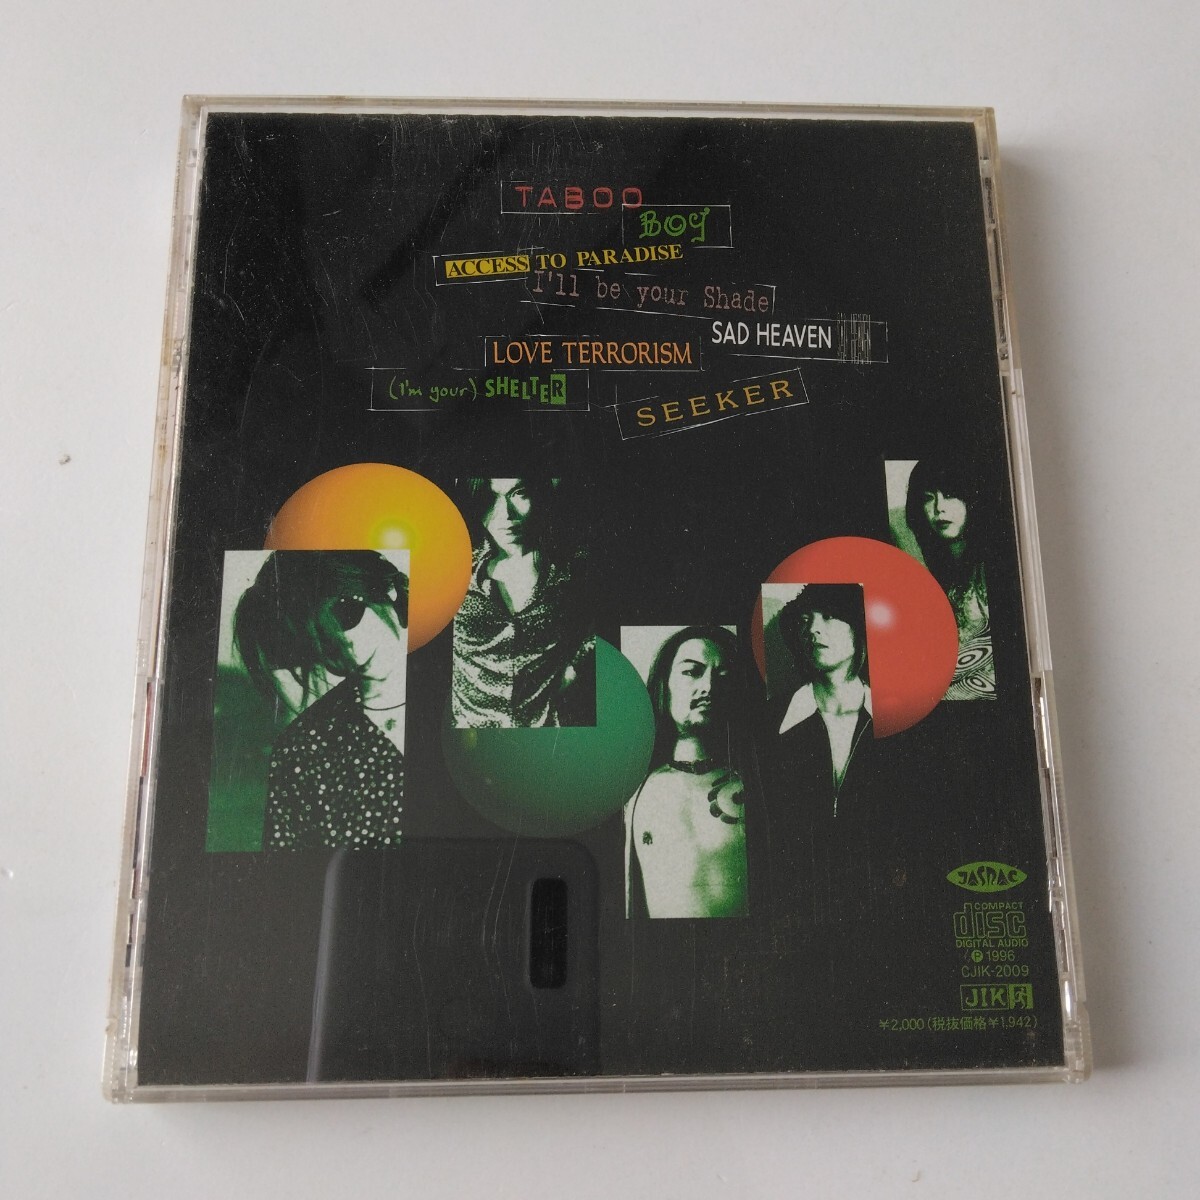 TABOO
BOY
ACCESS TO PARADISE
I'll be your Shade
SAD HEAVEN
LOVE TERRORISM
(I'm your) SHELTER
SEEKER
JASRAC
COMPACT
disc
DIGITAL AUDIO
Ⓟ1996
CJIK-2009
JIK
¥2,000(税抜価格¥1,942)